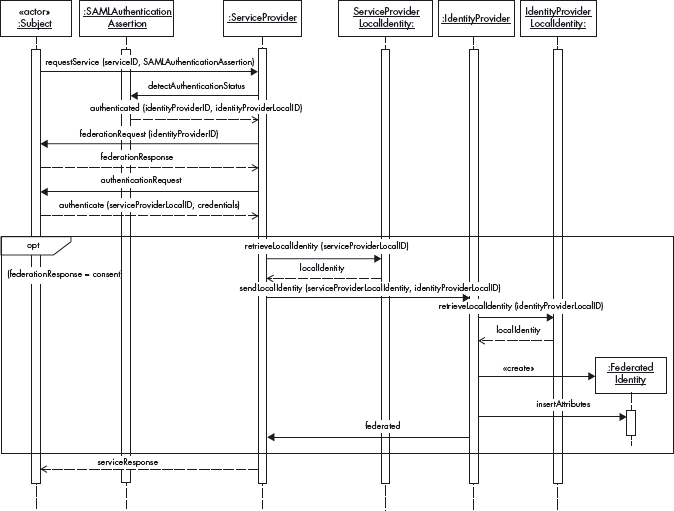 «actor»
:Subject
:SAMLAuthentication
Assertion
:ServiceProvider
ServiceProvider
LocalIdentity:
:IdentityProvider
IdentityProvider
LocalIdentity:
requestService (serviceID, SAMLAuthenticationAssertion)
detectAuthenticationStatus
authenticated (identityProviderID, identityProviderLocalID)
federationRequest (identityProviderID)
federationResponse
authenticationRequest
authenticate (serviceProviderLocalID, credentials)
opt
retrieveLocalIdentity (serviceProviderLocalID)
(federationResponse = consent
localIdentity
sendLocalIdentity (serviceProviderLocalIdentity, identityProviderLocalID)
retrieveLocalIdentity (identityProviderLocalID)
localIdentity
«create»
:Federated
Identity
insertAttributes
federated
serviceResponse